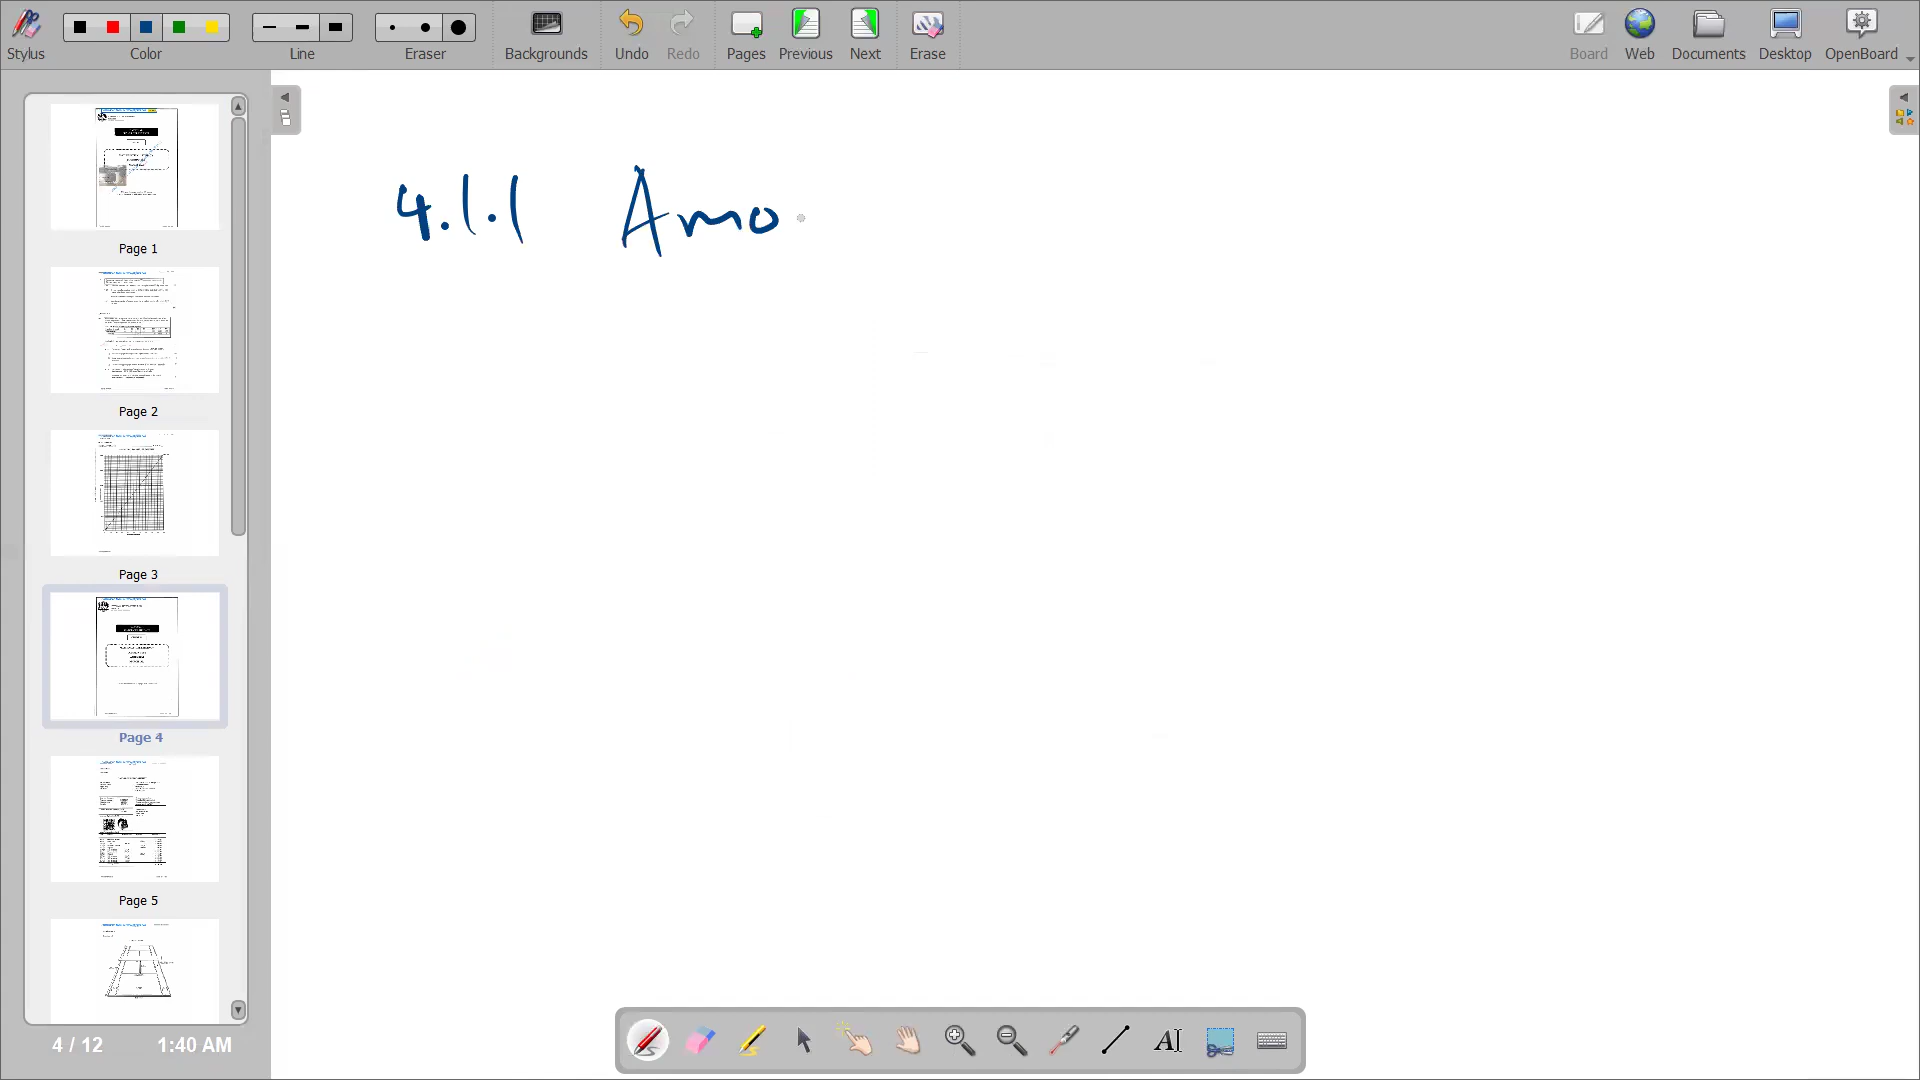 Stylus
Color
Line
Eraser
Backgrounds
Undo
Redo
Pages
Previous
Next
Erase
Board
Web
Documents
Desktop
OpenBoard
Page 1
Page 2
Page 3
Page 4
Page 5
4 / 12
1:40 AM
4.1.1 Amo